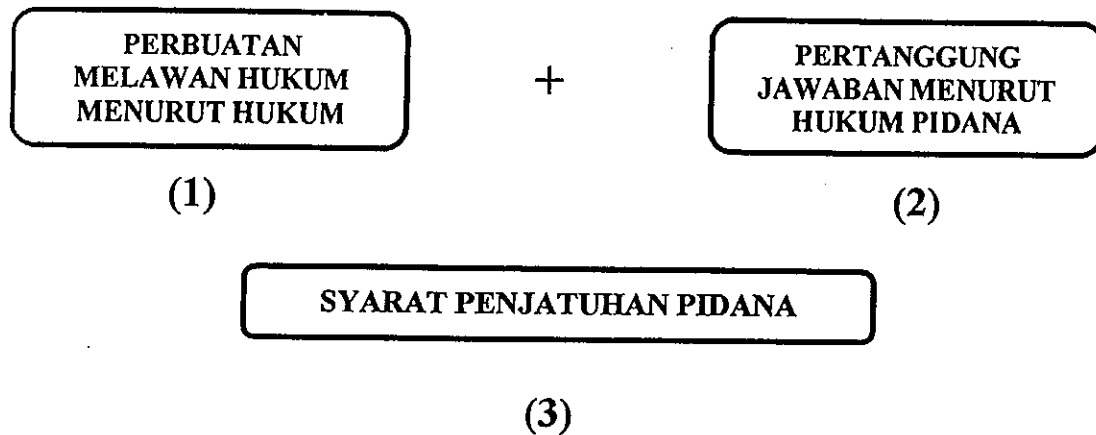 PERBUATAN
MELAWAN HUKUM
MENURUT HUKUM
+
PERTANGGUNG
JAWABAN MENURUT
HUKUM PIDANA
(1)
(2)
SYARAT PENJATUHAN PIDANA
(3)